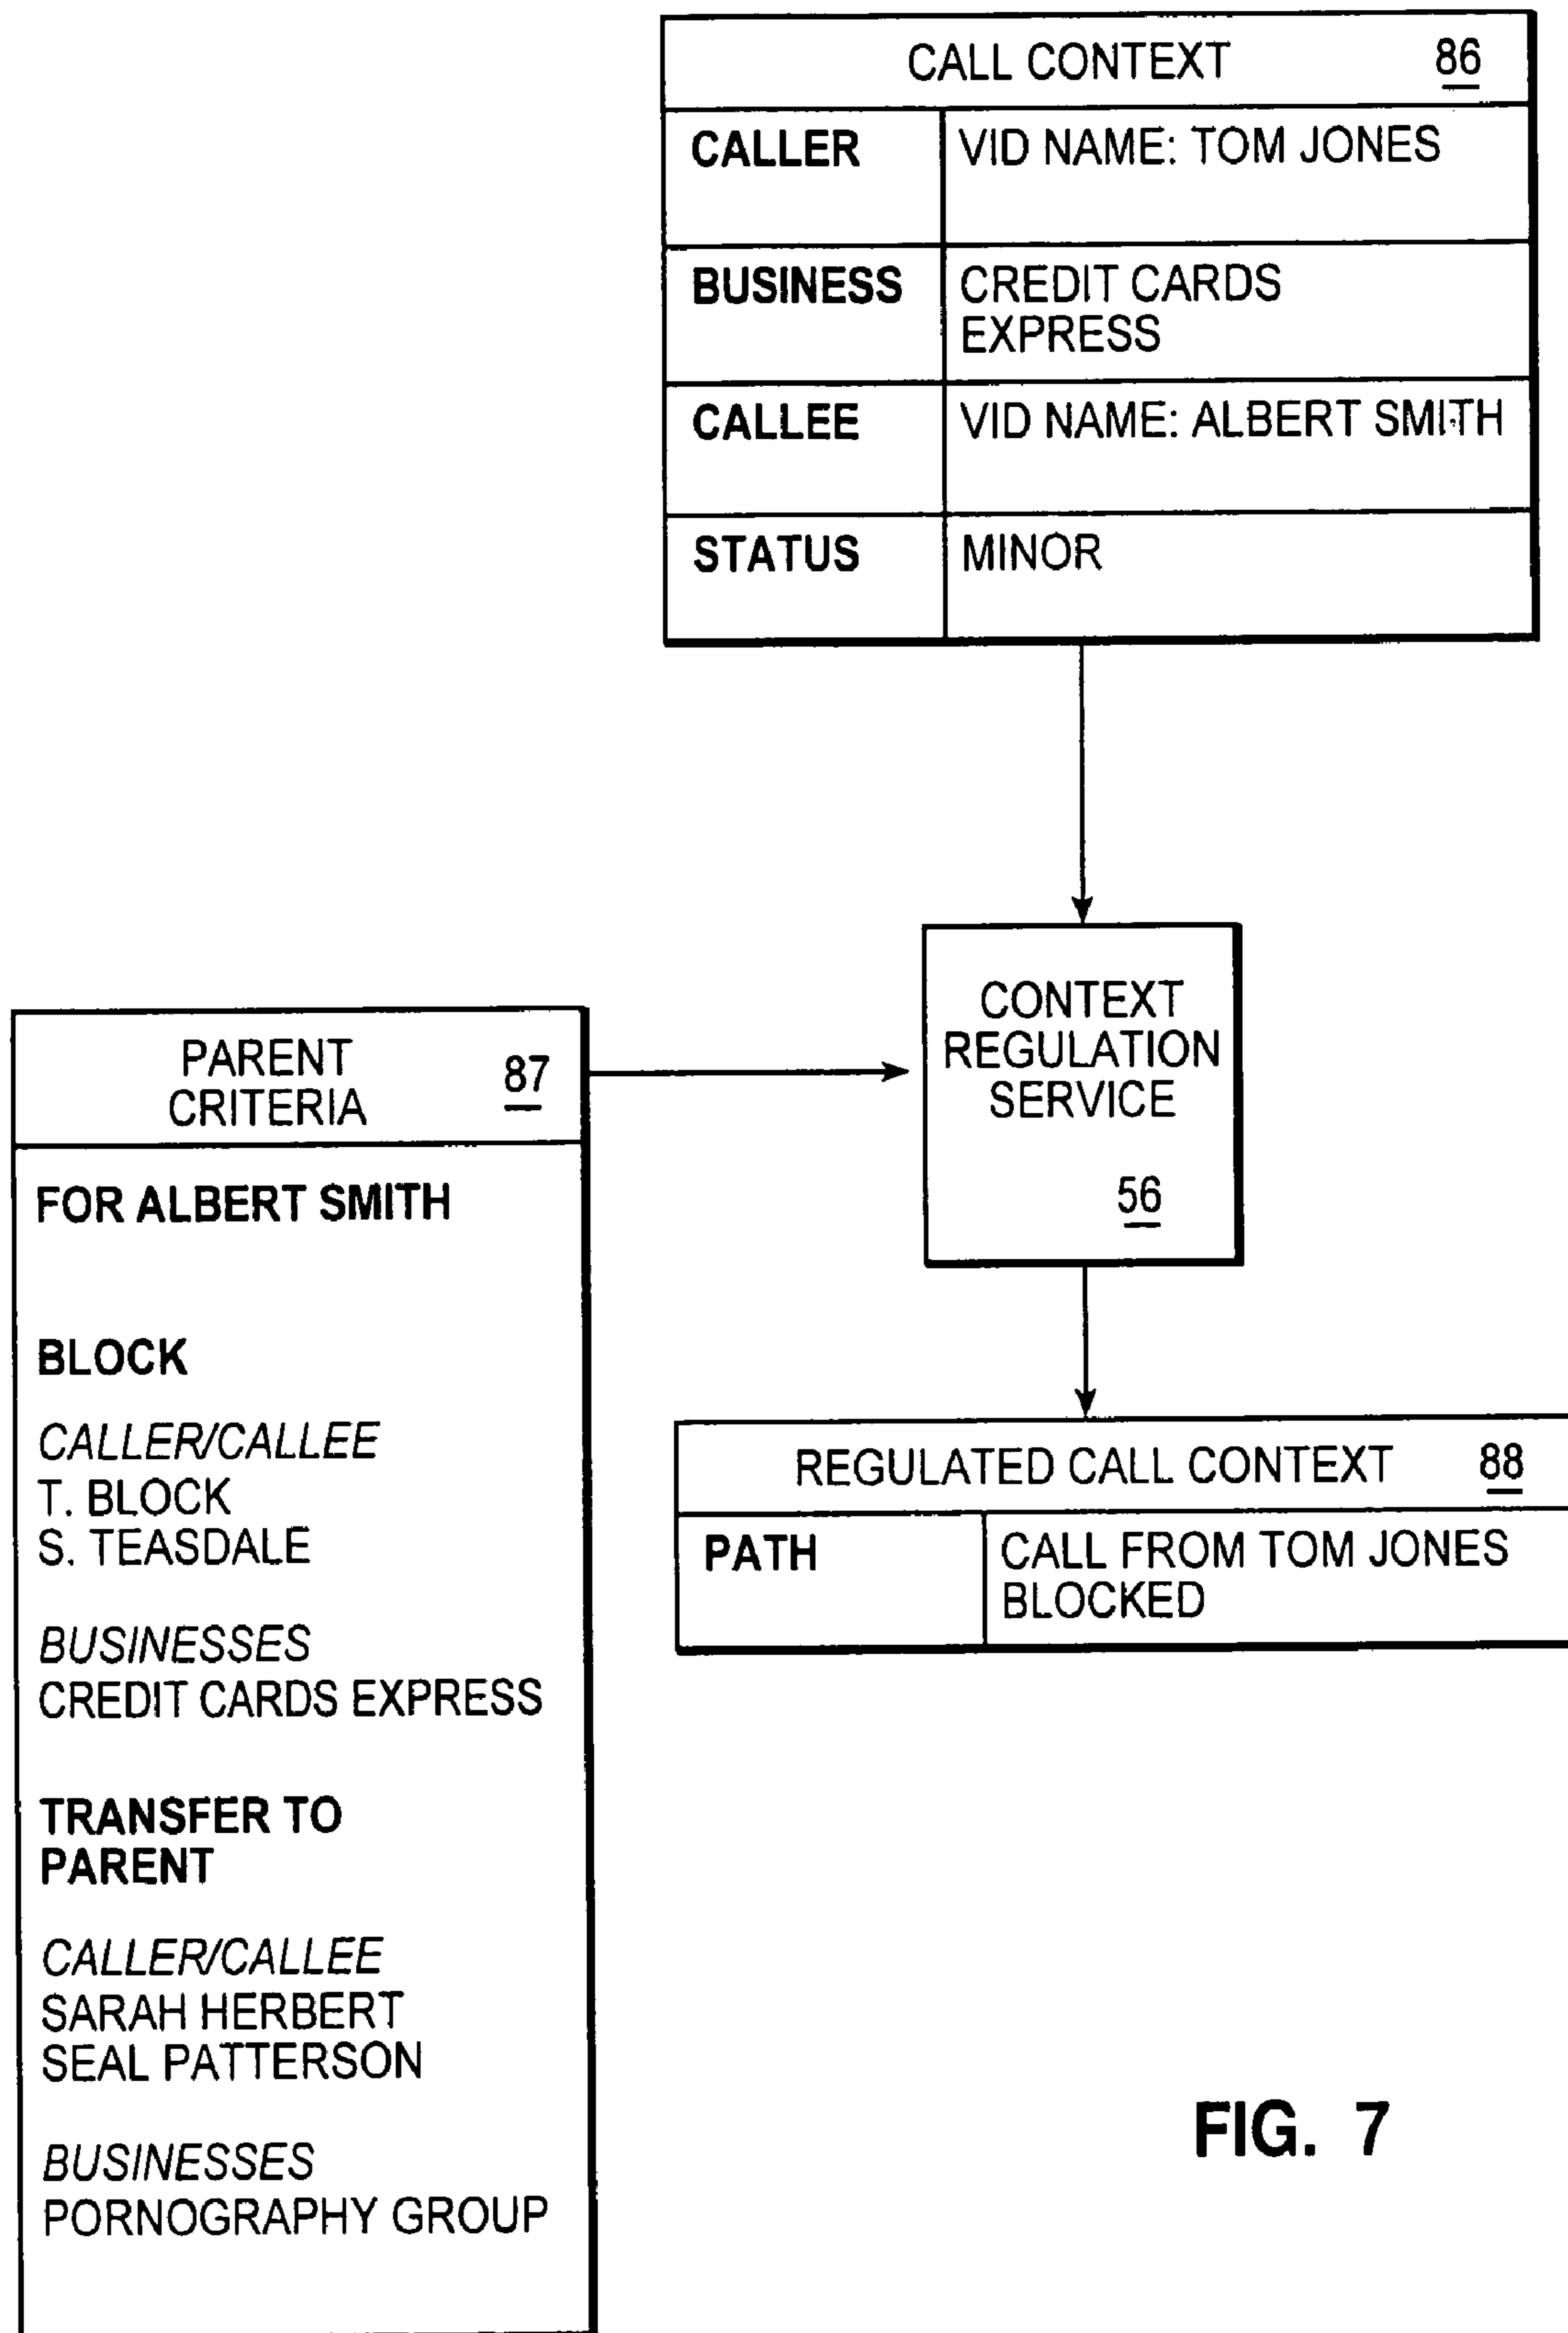 CALL CONTEXT 86
CALLER VID NAME: TOM JONES
BUSINESS CREDIT CARDS
EXPRESS
CALLEE VID NAME: ALBERT SMITH
STATUS MINOR
CONTEXT
REGULATION
SERVICE
56
PARENT
CRITERIA 87
FOR ALBERT SMITH
BLOCK
CALLER/CALLEE
T. BLOCK
S. TEASDALE
BUSINESSES
CREDIT CARDS EXPRESS
TRANSFER TO
PARENT
CALLER/CALLEE
SARAH HERBERT
SEAL PATTERSON
BUSINESSES
PORNOGRAPHY GROUP
REGULATED CALL CONTEXT 88
PATH CALL FROM TOM JONES
BLOCKED
FIG. 7